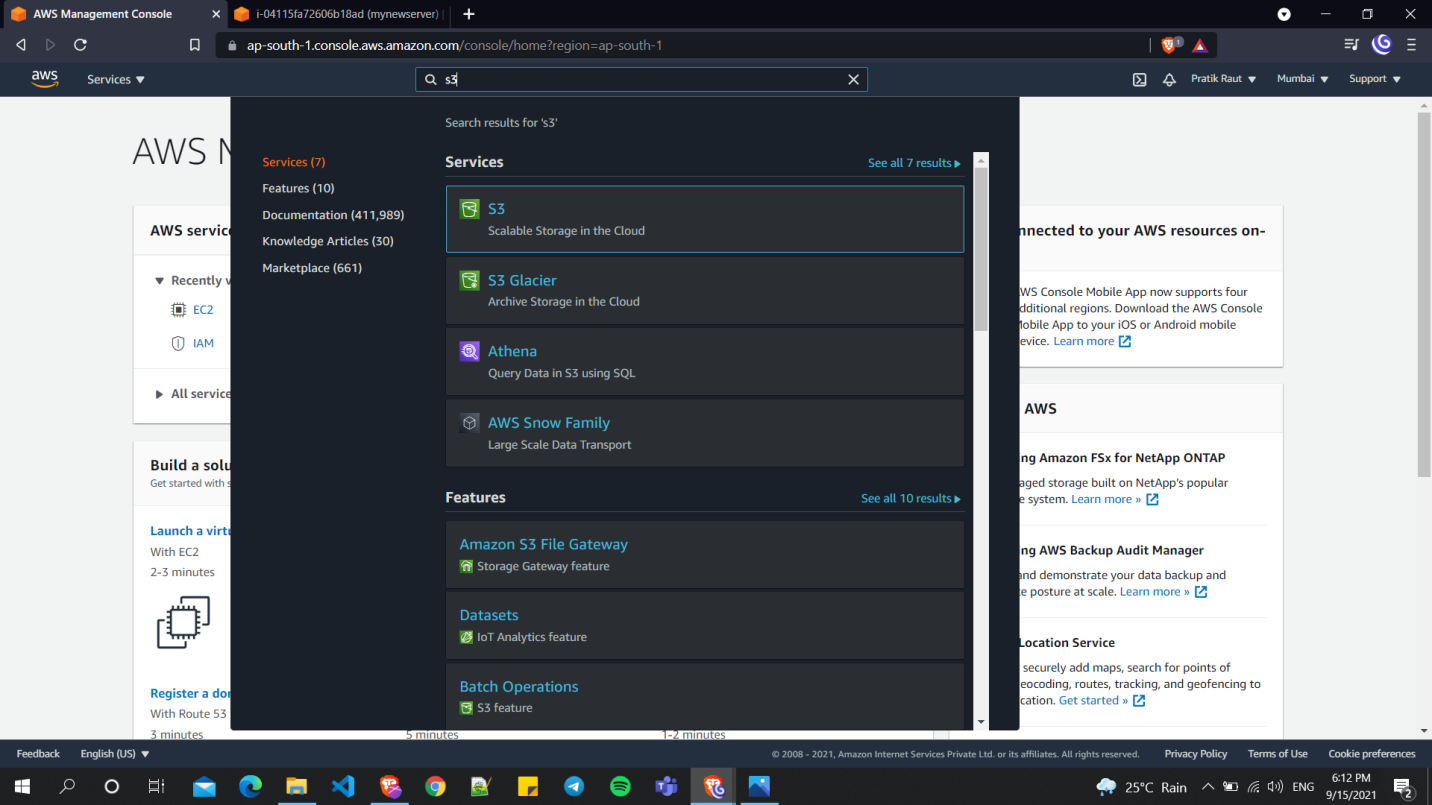 AWS Management Console
i-04115fa72606b18ad (mynewserver) |
ap-south-1.console.aws.amazon.com/console/home?region=ap-south-1
1
aws
Services
s3
Pratik Raut
Mumbai
Support
AWS M
Search results for 's3'
Services (7)
Features (10)
Documentation (411,989)
Knowledge Articles (30)
Marketplace (661)
Services
See all 7 results
S3
Scalable Storage in the Cloud
S3 Glacier
Archive Storage in the Cloud
Athena
Query Data in S3 using SQL
AWS Snow Family
Large Scale Data Transport
Features
See all 10 results
Amazon S3 File Gateway
Storage Gateway feature
Datasets
IoT Analytics feature
Batch Operations
S3 feature
AWS servic
Recently v
EC2
IAM
All service
Build a solu
Get started with s
Launch a virtu
With EC2
2-3 minutes
Register a dor
With Route 53
3 minutes
5 minutes
1-2 minutes
nnected to your AWS resources on-
WS Console Mobile App now supports four
dditional regions. Download the AWS Console
Mobile App to your iOS or Android mobile
evice. Learn more
AWS
ng Amazon FSx for NetApp ONTAP
aged storage built on NetApp's popular
e system. Learn more »
ng AWS Backup Audit Manager
and demonstrate your data backup and
e posture at scale. Learn more »
Location Service
securely add maps, search for points of
eocoding, routes, tracking, and geofencing to
cation. Get started »
Feedback
English (US)
© 2008 - 2021, Amazon Internet Services Private Ltd. or its affiliates. All rights reserved.
Privacy Policy
Terms of Use
Cookie preferences
25°C Rain
ENG
6:12 PM
9/15/2021
2